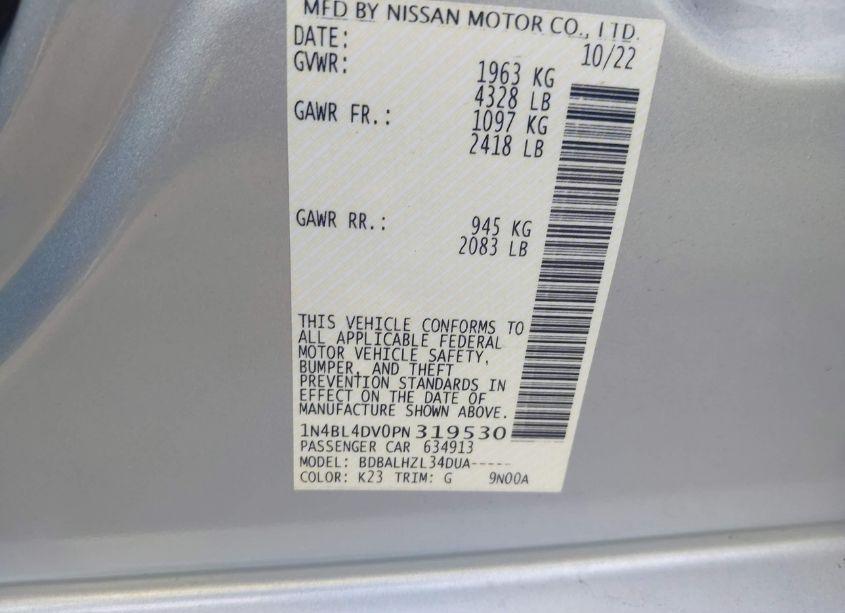 MFD BY NISSAN MOTOR CO., LTD.
DATE: 10/22
GVWR: 1963 KG
4328 LB
GAWR FR.: 1097 KG
2418 LB
GAWR RR.: 945 KG
2083 LB
THIS VEHICLE CONFORMS TO
ALL APPLICABLE FEDERAL
MOTOR VEHICLE SAFETY,
BUMPER, AND THEFT
PREVENTION STANDARDS IN
EFFECT ON THE DATE OF
MANUFACTURE SHOWN ABOVE.
1N4BL4DV0PN319530
PASSENGER CAR 634913
MODEL: BDBALHZL34DUA-----
COLOR: K23 TRIM: G 9N00A